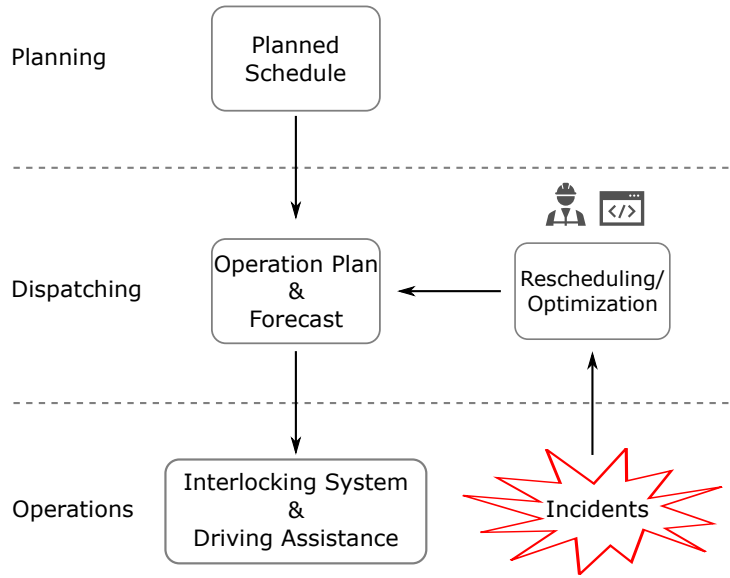 Planning
Planned
Schedule
Dispatching
Operation Plan
&
Forecast
</>
Rescheduling/
Optimization
Operations
Interlocking System
&
Driving Assistance
Incidents